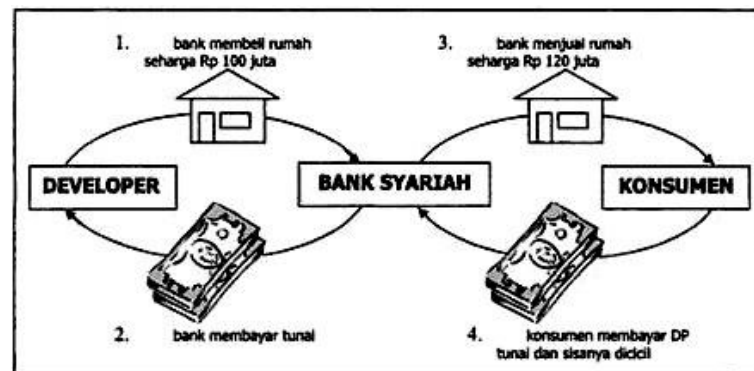 1. bank membeli rumah
seharga Rp 100 juta
3. bank menjual rumah
seharga Rp 120 juta
DEVELOPER
BANK SYARIAH
KONSUMEN
2. bank membayar tunai
4. konsumen membayar DP
tunai dan sisanya dicicil